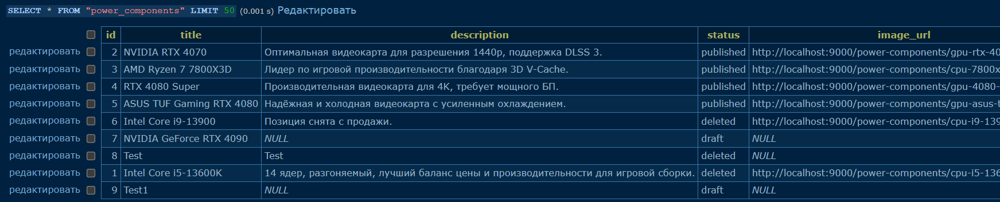 SELECT * FROM "power_components" LIMIT 50 (0.001 s) Редактировать
id title description status image_url
редактировать 2 NVIDIA RTX 4070 Оптимальная видеокарта для разрешения 1440p, поддержка DLSS 3. published http://localhost:9000/power-components/gpu-rtx-40
редактировать 3 AMD Ryzen 7 7800X3D Лидер по игровой производительности благодаря 3D V-Cache. published http://localhost:9000/power-components/cpu-7800x
редактировать 4 RTX 4080 Super Производительная видеокарта для 4K, требует мощного БП. published http://localhost:9000/power-components/gpu-4080-
редактировать 5 ASUS TUF Gaming RTX 4080 Надёжная и холодная видеокарта с усиленным охлаждением. published http://localhost:9000/power-components/gpu-asus-t
редактировать 6 Intel Core i9-13900 Позиция снята с продажи. deleted http://localhost:9000/power-components/cpu-i9-139
редактировать 7 NVIDIA GeForce RTX 4090 NULL draft NULL
редактировать 8 Test Test deleted NULL
редактировать 1 Intel Core i5-13600K 14 ядер, разгоняемый, лучший баланс цены и производительности для игровой сборки. deleted http://localhost:9000/power-components/cpu-i5-136
редактировать 9 Test1 NULL draft NULL